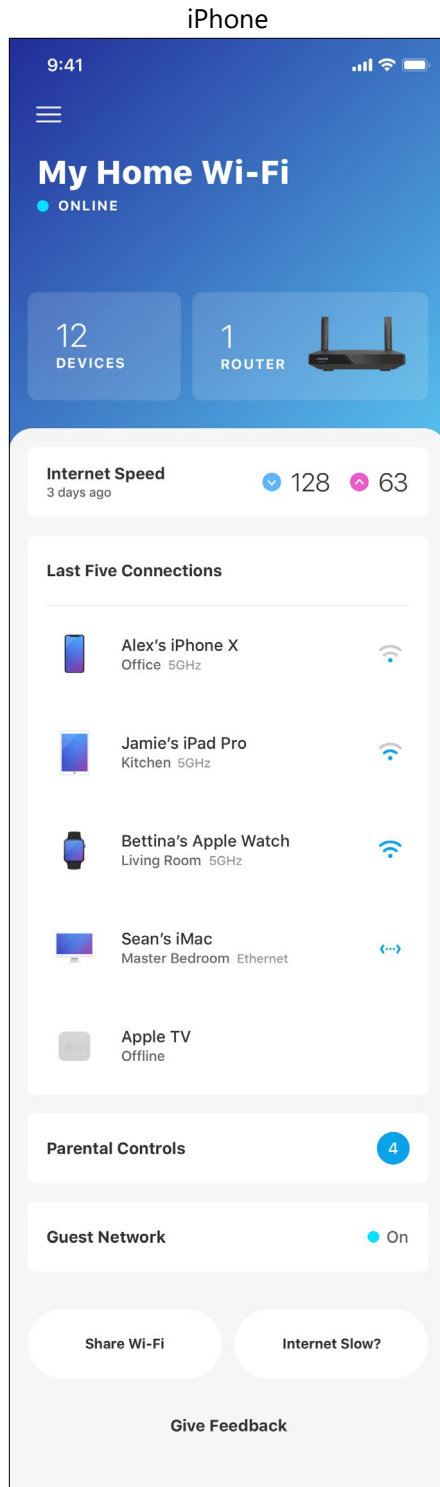 iPhone
9:41
My Home Wi-Fi
ONLINE
12
DEVICES
1
ROUTER
Internet Speed
3 days ago
128
63
Last Five Connections
Alex's iPhone X
Office 5GHz
Jamie's iPad Pro
Kitchen 5GHz
Bettina's Apple Watch
Living Room 5GHz
Sean's iMac
Master Bedroom Ethernet
Apple TV
Offline
Parental Controls
4
Guest Network
On
Share Wi-Fi
Internet Slow?
Give Feedback